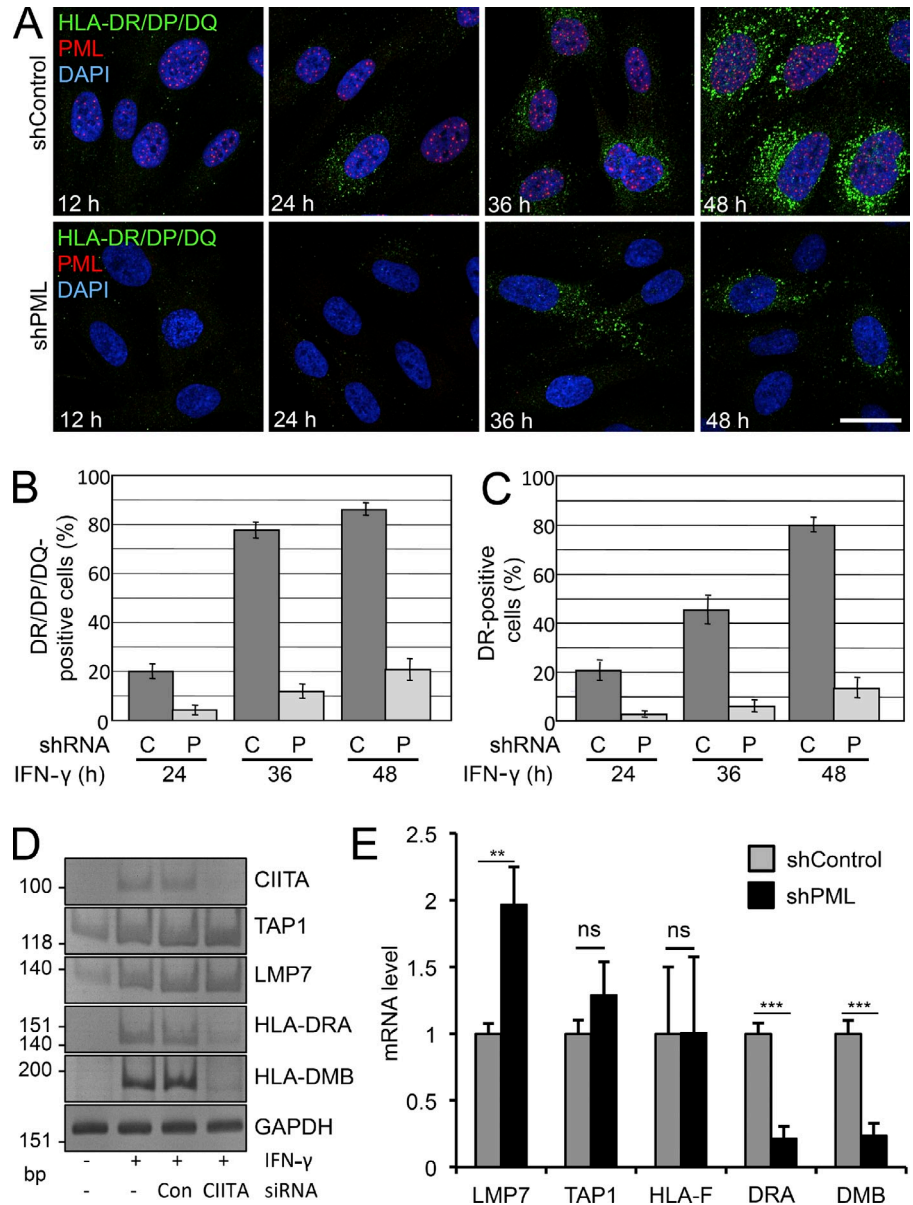 A
shControl
HLA-DR/DP/DQ
PML
DAPI
12 h
24 h
36 h
48 h
shPML
HLA-DR/DP/DQ
PML
DAPI
12 h
24 h
36 h
48 h
B
DR/DP/DQ-
positive cells (%)
100
80
60
40
20
0
shRNA C P C P C P
IFN-γ (h) 24 36 48
C
DR-positive
cells (%)
100
80
60
40
20
0
shRNA C P C P C P
IFN-γ (h) 24 36 48
D
100 CIITA
TAP1
118
140 LMP7
151 HLA-DRA
140
200 HLA-DMB
GAPDH
151
bp
- + + + IFN-γ
- - Con CIITA siRNA
E
mRNA level
2.5
2
1.5
1
0.5
0
shControl
shPML
** ns ns *** ***
LMP7 TAP1 HLA-F DRA DMB